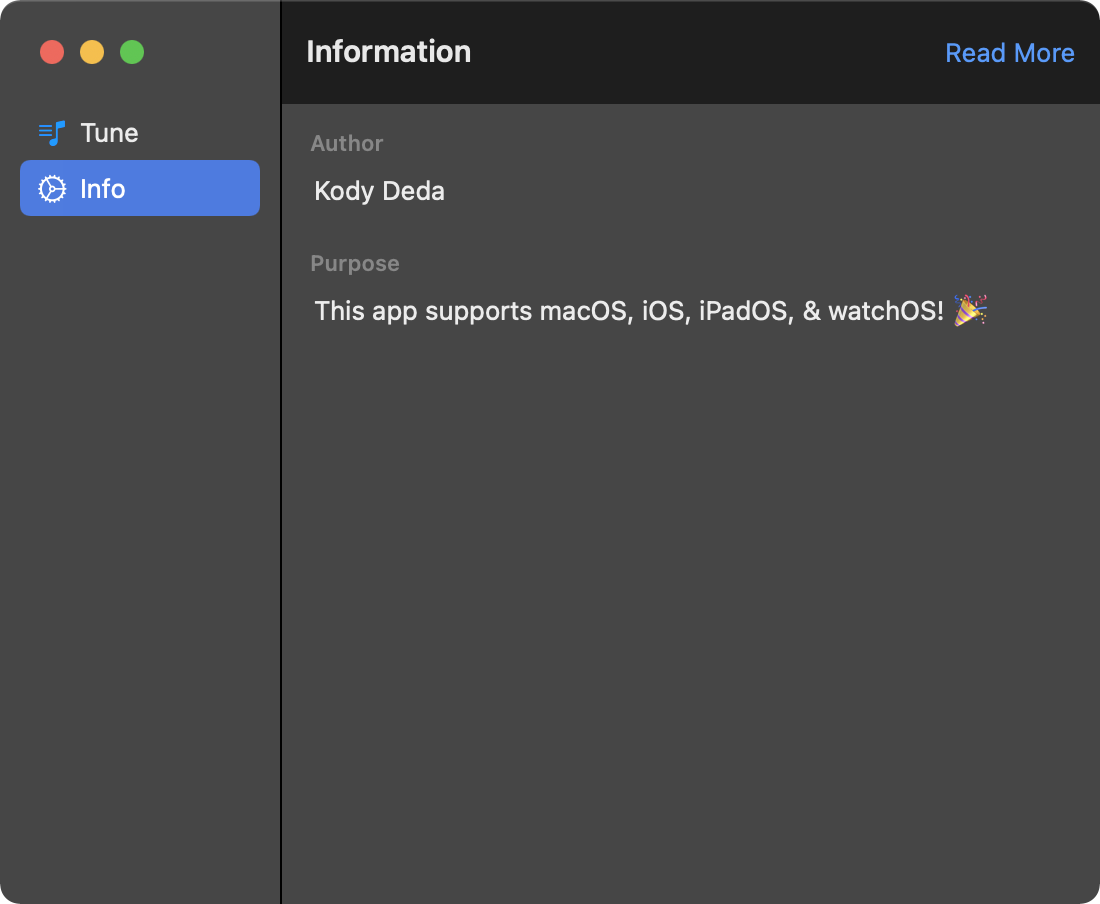 Information
Read More
Tune
Info
Author
Kody Deda
Purpose
This app supports macOS, iOS, iPadOS, & watchOS! 🎉